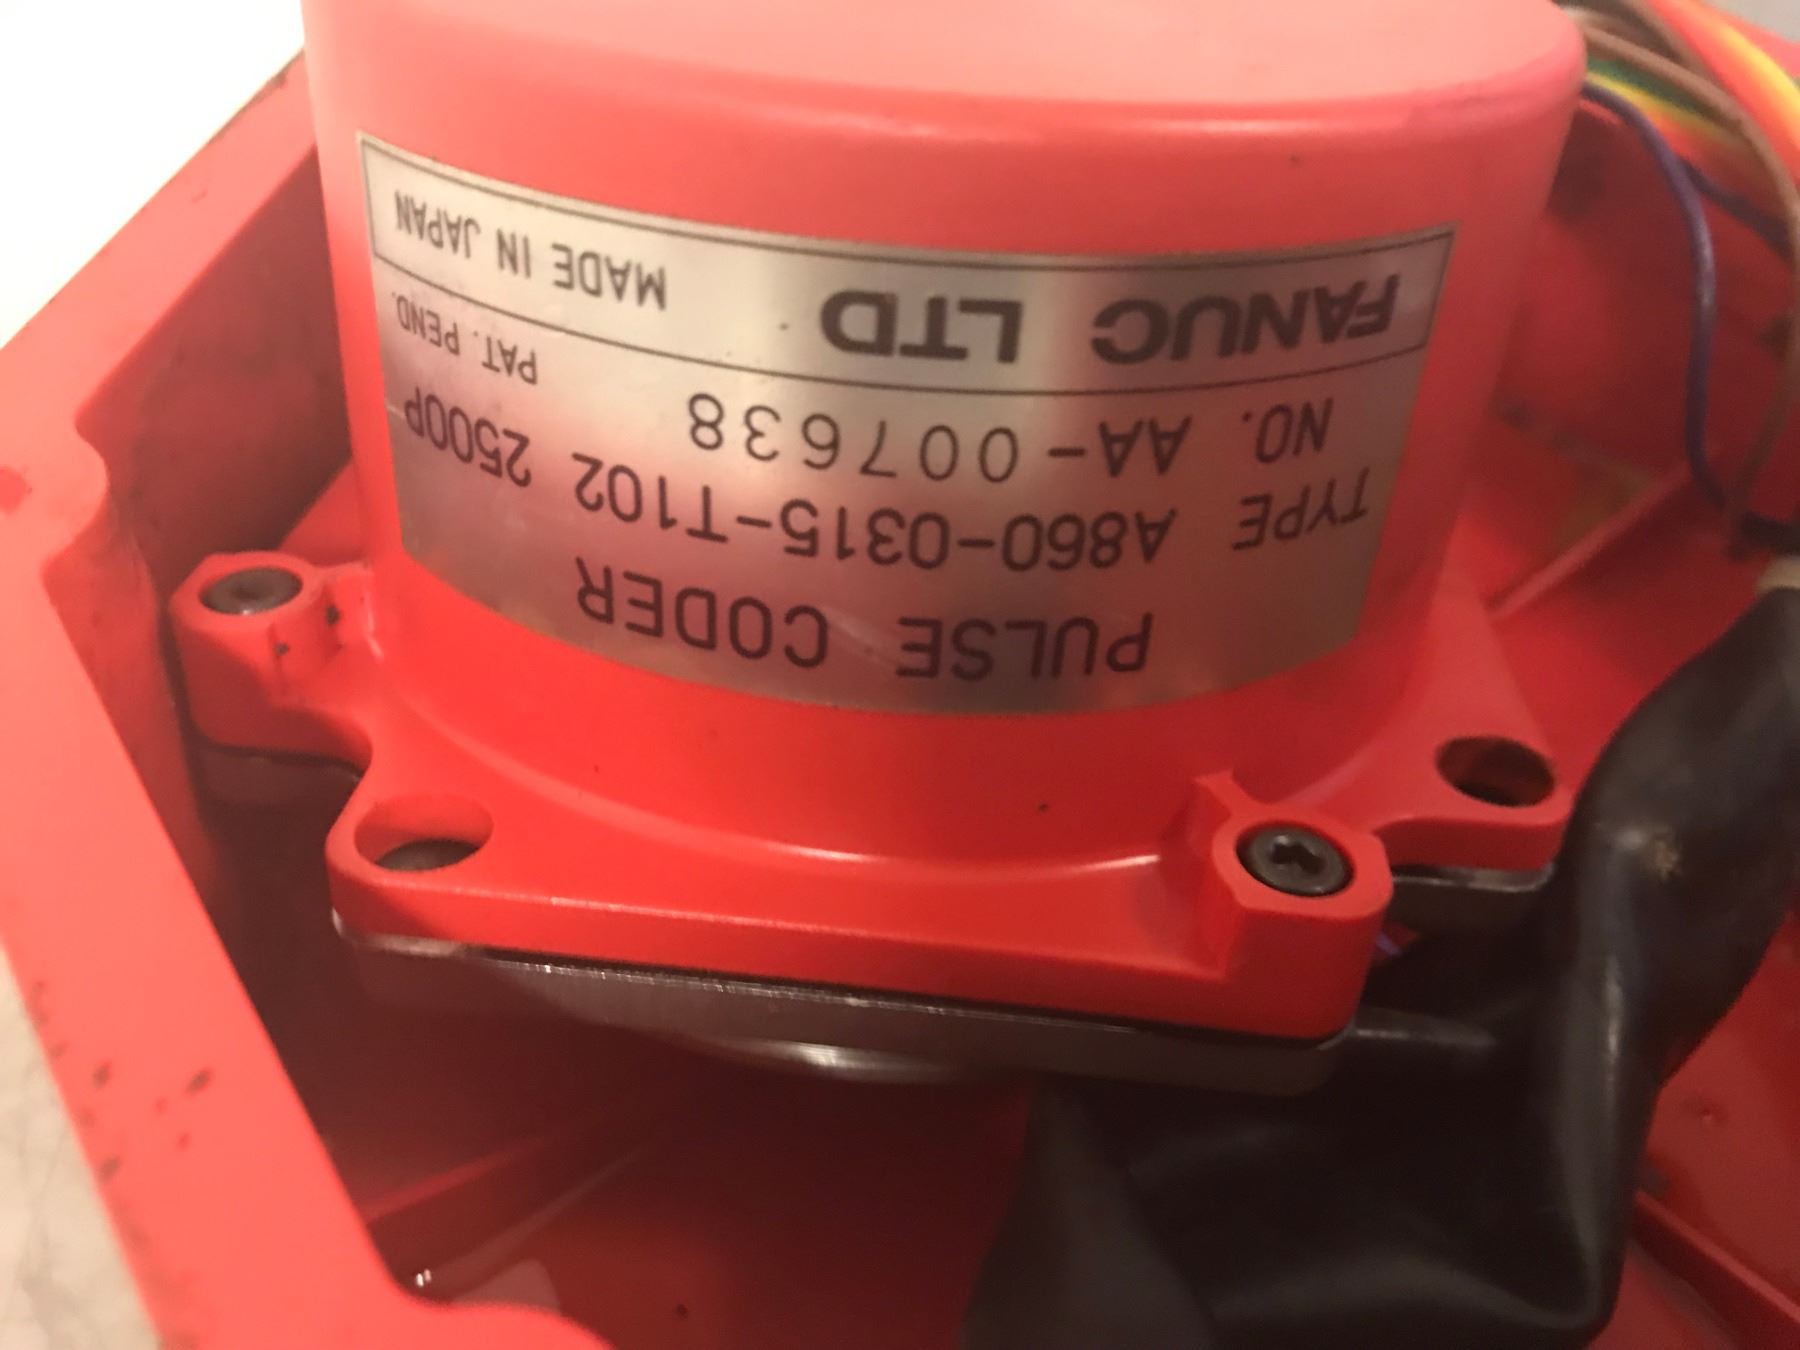 PULSE CODER
TYPE A860-0315-T102 2500P
NO. AA-007638 PAT. PEND.
FANUC LTD MADE IN JAPAN